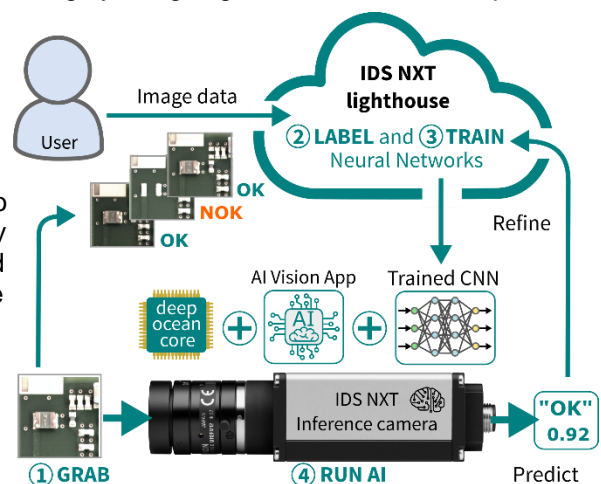 IDS NXT
lighthouse
Image data
User
② LABEL and ③ TRAIN
Neural Networks
OK
NOK
OK
Refine
AI Vision App
Trained CNN
deep
ocean
core
+
AI
+
IDS NXT
Inference camera
"OK"
0.92
① GRAB
④ RUN AI
Predict